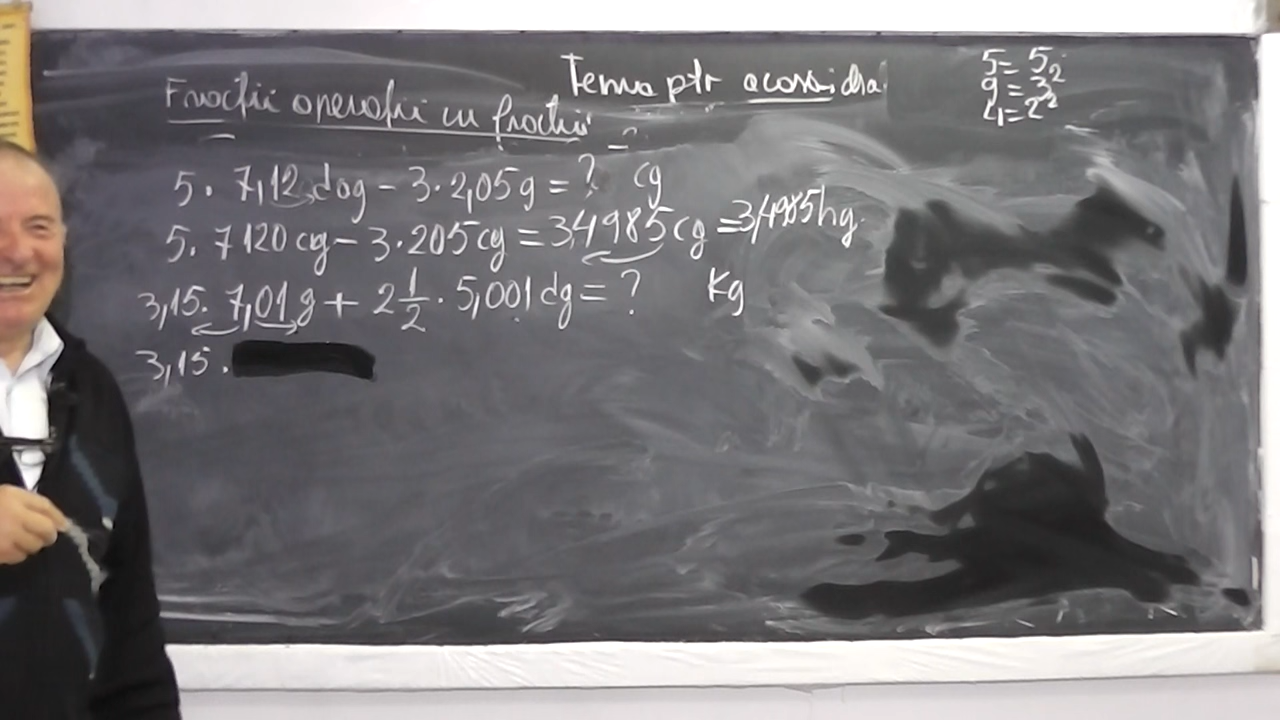 Tema ptr acasă
Fracții operații cu fracții
5 = 5
9 = 3²
4 = 2²
5 · 7,12 dag − 3 · 2,05 g = ? cg
5 · 7120 cg − 3 · 205 cg = 34985 cg = 3,4985 hg
3,15 · 7,01 g + 2 1/2 · 5,001 dg = ? Kg
3,15 ·